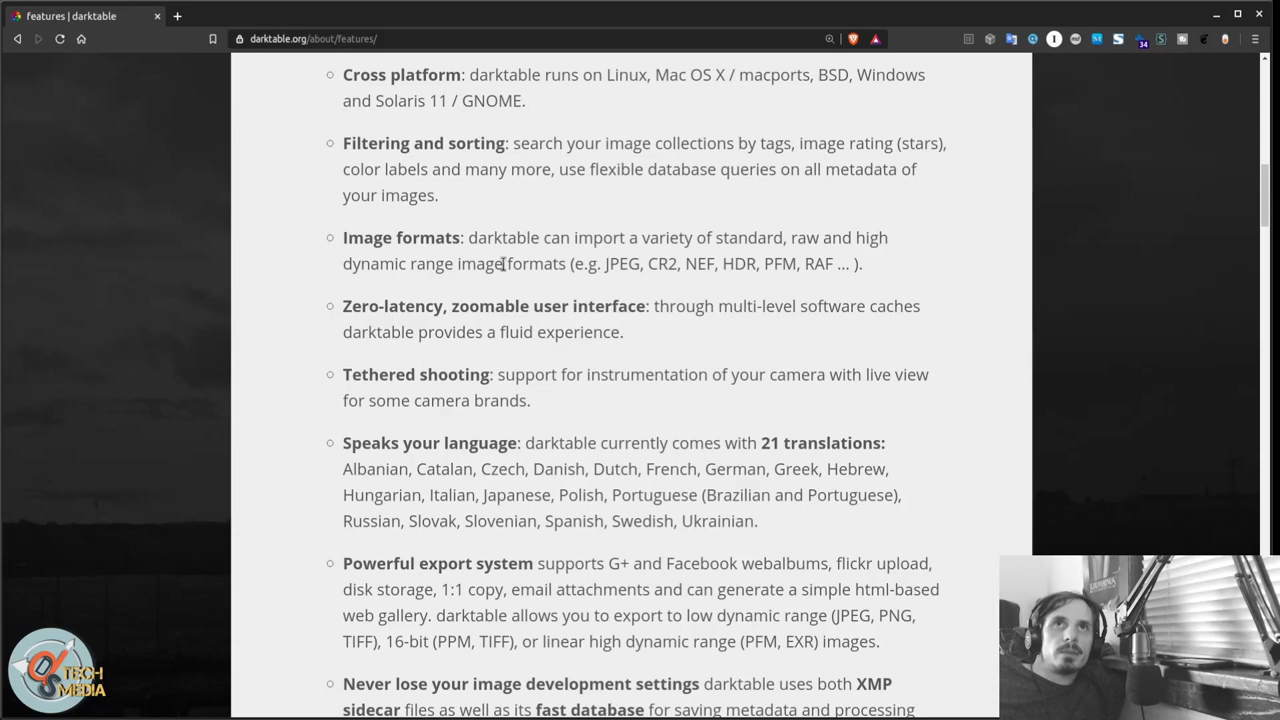 features | darktable
darktable.org/about/features/
34
Cross platform: darktable runs on Linux, Mac OS X / macports, BSD, Windows
and Solaris 11 / GNOME.
Filtering and sorting: search your image collections by tags, image rating (stars),
color labels and many more, use flexible database queries on all metadata of
your images.
Image formats: darktable can import a variety of standard, raw and high
dynamic range image formats (e.g. JPEG, CR2, NEF, HDR, PFM, RAF ... ).
Zero-latency, zoomable user interface: through multi-level software caches
darktable provides a fluid experience.
Tethered shooting: support for instrumentation of your camera with live view
for some camera brands.
Speaks your language: darktable currently comes with 21 translations:
Albanian, Catalan, Czech, Danish, Dutch, French, German, Greek, Hebrew,
Hungarian, Italian, Japanese, Polish, Portuguese (Brazilian and Portuguese),
Russian, Slovak, Slovenian, Spanish, Swedish, Ukrainian.
Powerful export system supports G+ and Facebook webalbums, flickr upload,
disk storage, 1:1 copy, email attachments and can generate a simple html-based
web gallery. darktable allows you to export to low dynamic range (JPEG, PNG,
TIFF), 16-bit (PPM, TIFF), or linear high dynamic range (PFM, EXR) images.
Never lose your image development settings darktable uses both XMP
sidecar files as well as its fast database for saving metadata and processing
TECH
MEDIA